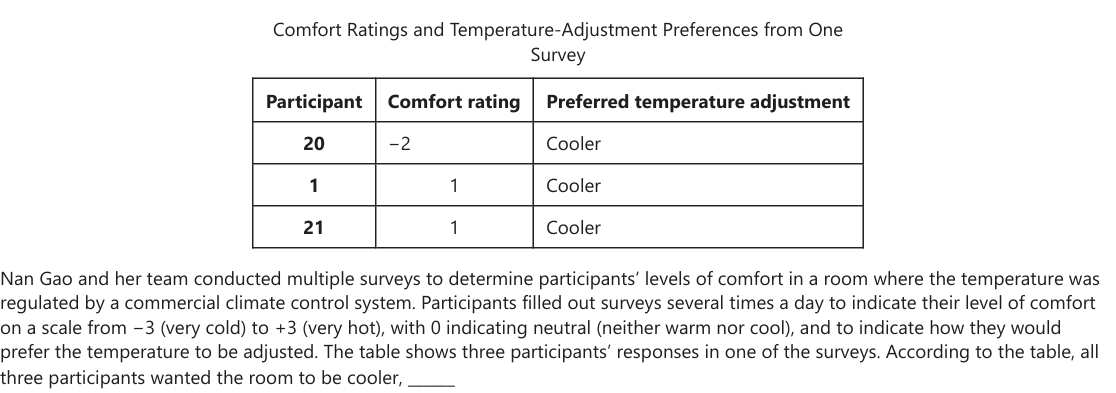 Comfort Ratings and Temperature-Adjustment Preferences from One
Survey
Participant Comfort rating Preferred temperature adjustment
20 −2 Cooler
1 1 Cooler
21 1 Cooler
Nan Gao and her team conducted multiple surveys to determine participants’ levels of comfort in a room where the temperature was
regulated by a commercial climate control system. Participants filled out surveys several times a day to indicate their level of comfort
on a scale from −3 (very cold) to +3 (very hot), with 0 indicating neutral (neither warm nor cool), and to indicate how they would
prefer the temperature to be adjusted. The table shows three participants’ responses in one of the surveys. According to the table, all
three participants wanted the room to be cooler, ______